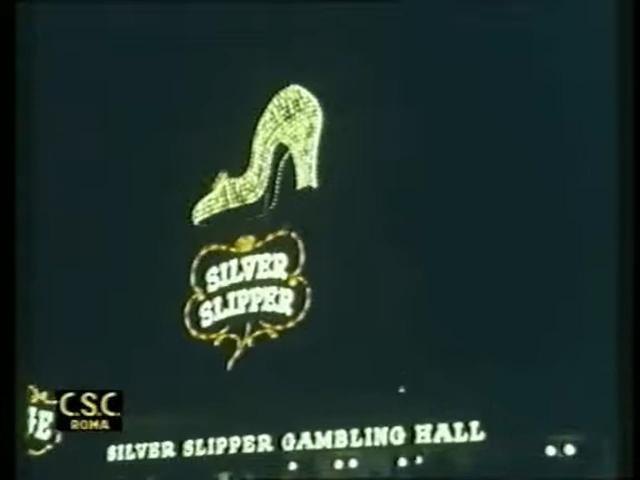 SILVER
SLIPPER
C.S.C.
ROMA
SILVER SLIPPER GAMBLING HALL